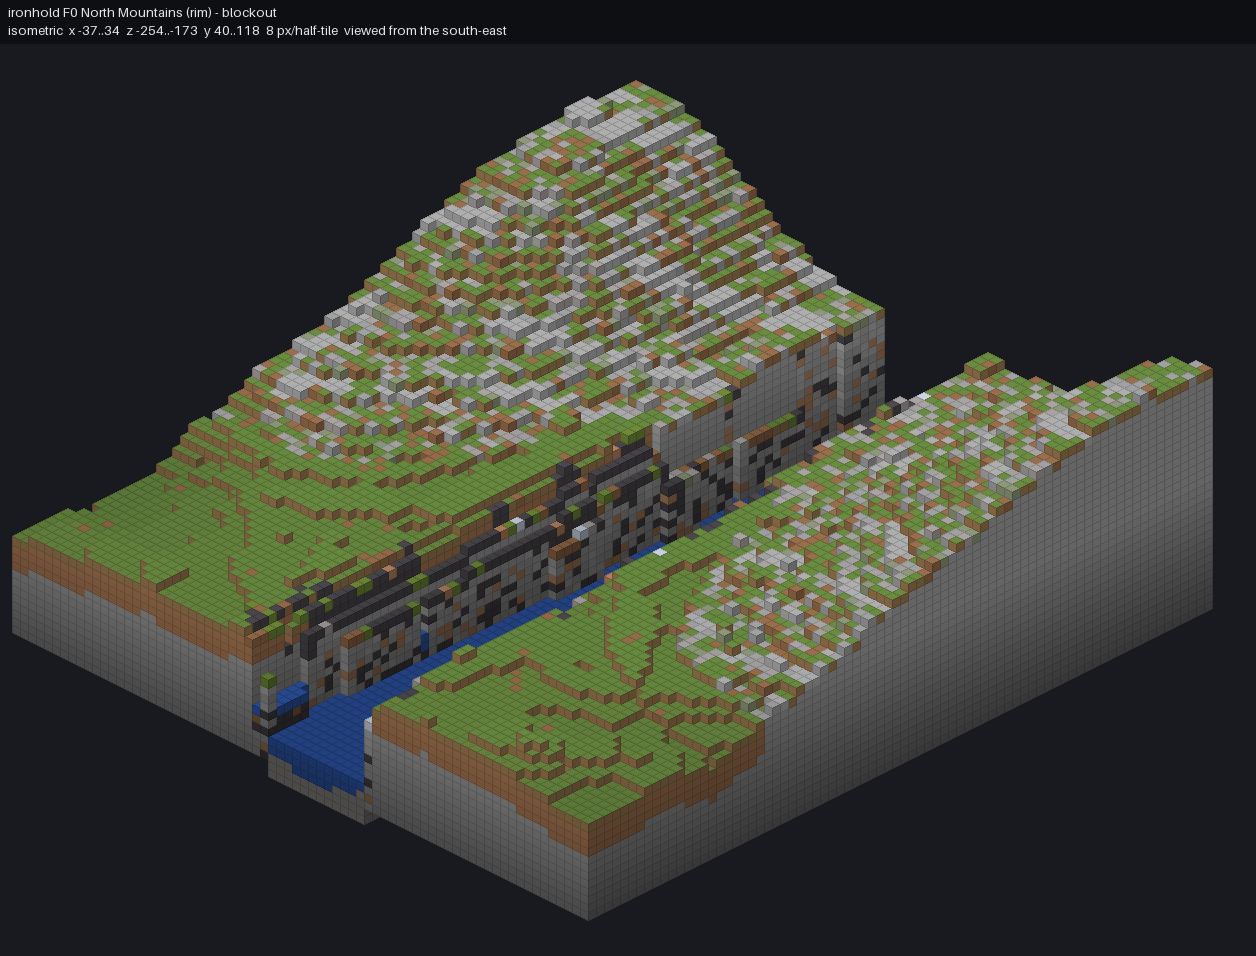 ironhold F0 North Mountains (rim) - blockout
isometric  x -37..34  z -254..-173  y 40..118  8 px/half-tile  viewed from the south-east